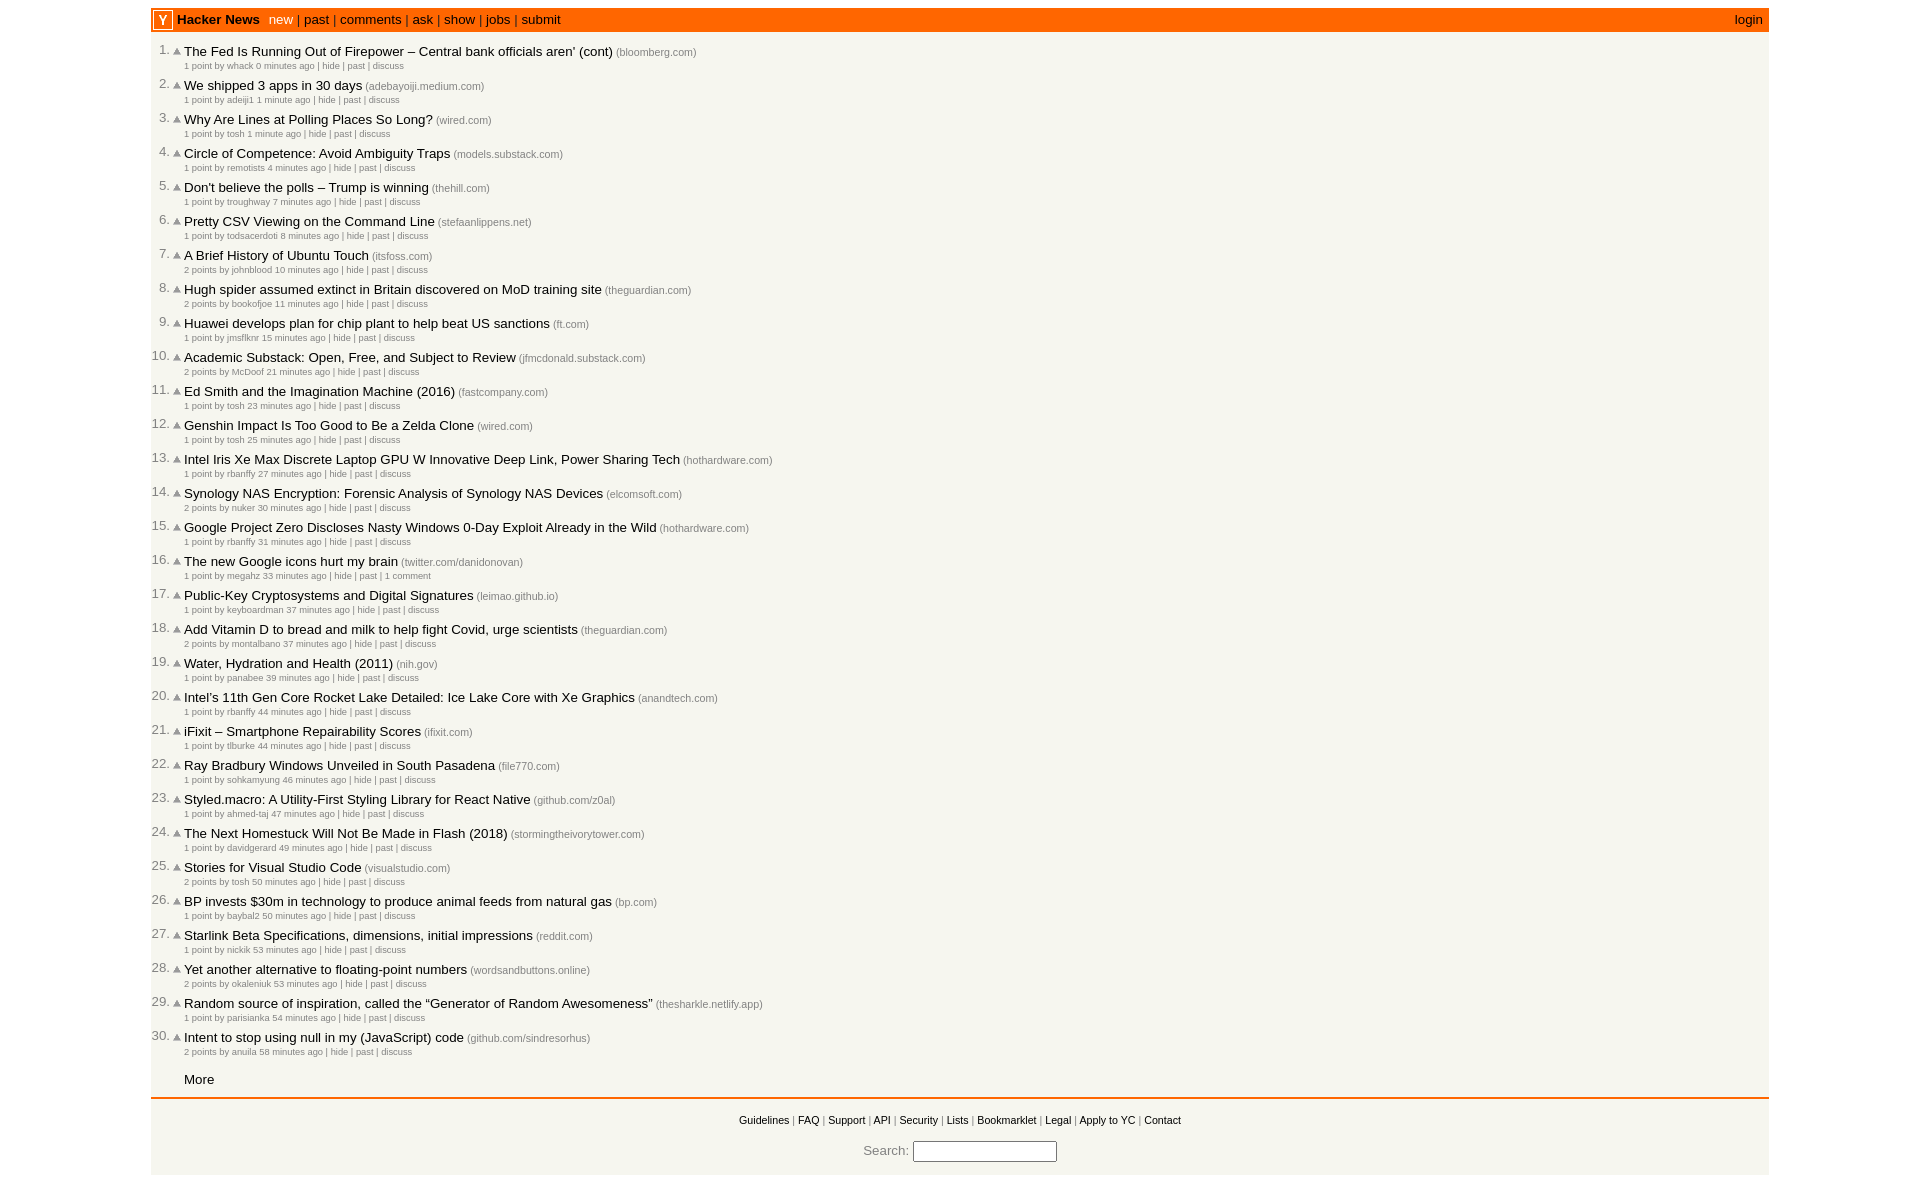 Y Hacker News new | past | comments | ask | show | jobs | submit login
1. The Fed Is Running Out of Firepower – Central bank officials aren' (cont) (bloomberg.com)
1 point by whack 0 minutes ago | hide | past | discuss
2. We shipped 3 apps in 30 days (adebayoiji.medium.com)
1 point by adeiji1 1 minute ago | hide | past | discuss
3. Why Are Lines at Polling Places So Long? (wired.com)
1 point by tosh 1 minute ago | hide | past | discuss
4. Circle of Competence: Avoid Ambiguity Traps (models.substack.com)
1 point by remotists 4 minutes ago | hide | past | discuss
5. Don't believe the polls – Trump is winning (thehill.com)
1 point by troughway 7 minutes ago | hide | past | discuss
6. Pretty CSV Viewing on the Command Line (stefaanlippens.net)
1 point by todsacerdoti 8 minutes ago | hide | past | discuss
7. A Brief History of Ubuntu Touch (itsfoss.com)
2 points by johnblood 10 minutes ago | hide | past | discuss
8. Hugh spider assumed extinct in Britain discovered on MoD training site (theguardian.com)
2 points by bookofjoe 11 minutes ago | hide | past | discuss
9. Huawei develops plan for chip plant to help beat US sanctions (ft.com)
1 point by jmsflknr 15 minutes ago | hide | past | discuss
10. Academic Substack: Open, Free, and Subject to Review (jfmcdonald.substack.com)
2 points by McDoof 21 minutes ago | hide | past | discuss
11. Ed Smith and the Imagination Machine (2016) (fastcompany.com)
1 point by tosh 23 minutes ago | hide | past | discuss
12. Genshin Impact Is Too Good to Be a Zelda Clone (wired.com)
1 point by tosh 25 minutes ago | hide | past | discuss
13. Intel Iris Xe Max Discrete Laptop GPU W Innovative Deep Link, Power Sharing Tech (hothardware.com)
1 point by rbanffy 27 minutes ago | hide | past | discuss
14. Synology NAS Encryption: Forensic Analysis of Synology NAS Devices (elcomsoft.com)
2 points by nuker 30 minutes ago | hide | past | discuss
15. Google Project Zero Discloses Nasty Windows 0-Day Exploit Already in the Wild (hothardware.com)
1 point by rbanffy 31 minutes ago | hide | past | discuss
16. The new Google icons hurt my brain (twitter.com/danidonovan)
1 point by megahz 33 minutes ago | hide | past | 1 comment
17. Public-Key Cryptosystems and Digital Signatures (leimao.github.io)
1 point by keyboardman 37 minutes ago | hide | past | discuss
18. Add Vitamin D to bread and milk to help fight Covid, urge scientists (theguardian.com)
2 points by montalbano 37 minutes ago | hide | past | discuss
19. Water, Hydration and Health (2011) (nih.gov)
1 point by panabee 39 minutes ago | hide | past | discuss
20. Intel’s 11th Gen Core Rocket Lake Detailed: Ice Lake Core with Xe Graphics (anandtech.com)
1 point by rbanffy 44 minutes ago | hide | past | discuss
21. iFixit – Smartphone Repairability Scores (ifixit.com)
1 point by tlburke 44 minutes ago | hide | past | discuss
22. Ray Bradbury Windows Unveiled in South Pasadena (file770.com)
1 point by sohkamyung 46 minutes ago | hide | past | discuss
23. Styled.macro: A Utility-First Styling Library for React Native (github.com/z0al)
1 point by ahmed-taj 47 minutes ago | hide | past | discuss
24. The Next Homestuck Will Not Be Made in Flash (2018) (stormingtheivorytower.com)
1 point by davidgerard 49 minutes ago | hide | past | discuss
25. Stories for Visual Studio Code (visualstudio.com)
2 points by tosh 50 minutes ago | hide | past | discuss
26. BP invests $30m in technology to produce animal feeds from natural gas (bp.com)
1 point by baybal2 50 minutes ago | hide | past | discuss
27. Starlink Beta Specifications, dimensions, initial impressions (reddit.com)
1 point by nickik 53 minutes ago | hide | past | discuss
28. Yet another alternative to floating-point numbers (wordsandbuttons.online)
2 points by okaleniuk 53 minutes ago | hide | past | discuss
29. Random source of inspiration, called the “Generator of Random Awesomeness” (thesharkle.netlify.app)
1 point by parisianka 54 minutes ago | hide | past | discuss
30. Intent to stop using null in my (JavaScript) code (github.com/sindresorhus)
2 points by anuila 58 minutes ago | hide | past | discuss
More
Guidelines | FAQ | Support | API | Security | Lists | Bookmarklet | Legal | Apply to YC | Contact
Search: